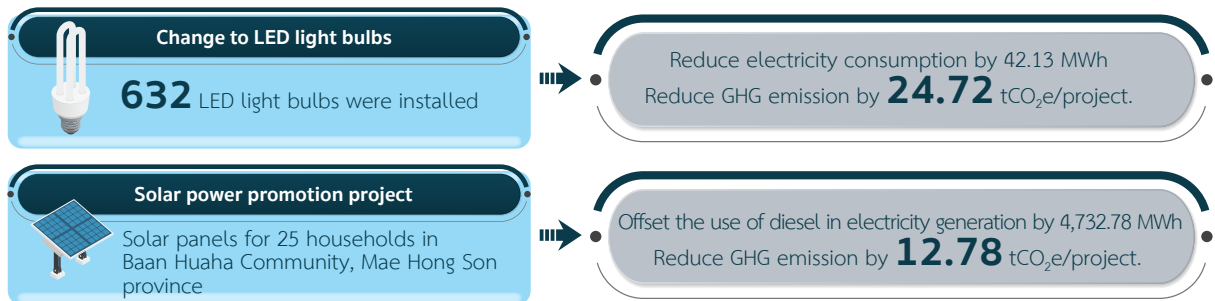 Change to LED light bulbs
632 LED light bulbs were installed
Reduce electricity consumption by 42.13 MWh
Reduce GHG emission by 24.72 tCO₂e/project.
Solar power promotion project
Solar panels for 25 households in
Baan Huaha Community, Mae Hong Son
province
Offset the use of diesel in electricity generation by 4,732.78 MWh
Reduce GHG emission by 12.78 tCO₂e/project.